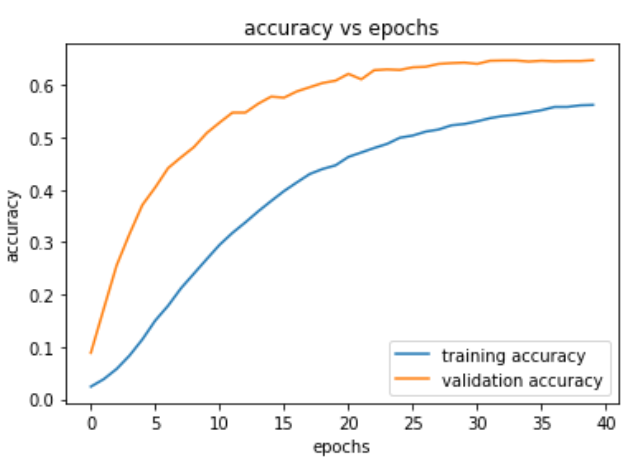 accuracy vs epochs
0.6
0.5
0.4
0.3
0.2
0.1
0.0
accuracy
training accuracy
validation accuracy
0 5 10 15 20 25 30 35 40
epochs